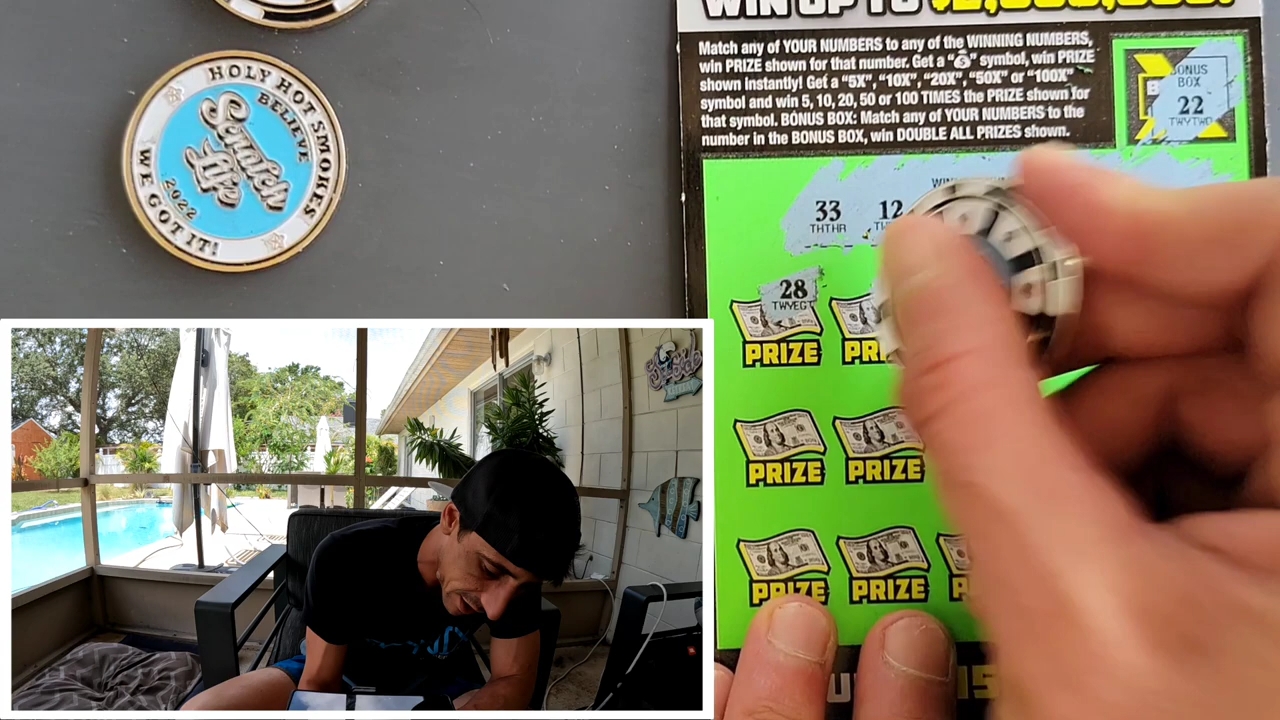 HOLY HOT SMOKES
BELIEVE
Scratch
Life
2022
WE GOT IT!
WIN UP TO
Match any of YOUR NUMBERS to any of the WINNING NUMBERS,
win PRIZE shown for that number. Get a "💰" symbol, win PRIZE
shown instantly! Get a "5X", "10X", "20X", "50X" or "100X"
symbol and win 5, 10, 20, 50 or 100 TIMES the PRIZE shown for
that symbol. BONUS BOX: Match any of YOUR NUMBERS to the
number in the BONUS BOX, win DOUBLE ALL PRIZES shown.
BONUS
BOX
22
TWYTWO
33 12
THTHR
28
TWYEGT
PRIZE
PRIZE PRIZE
PRIZE PRIZE